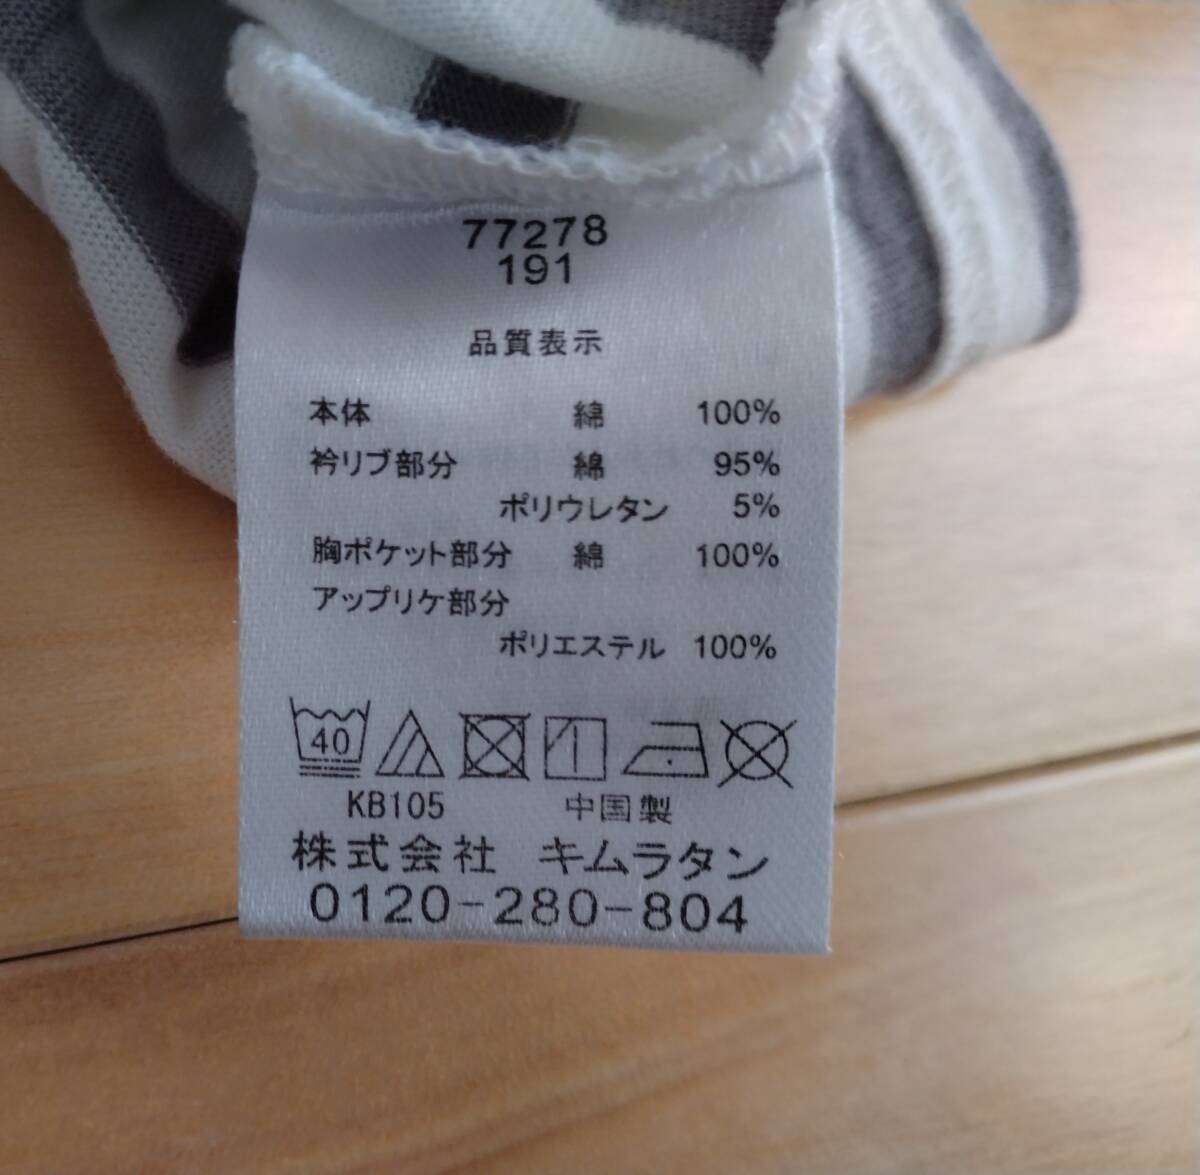 77278
191
品質表示
本体 綿 100%
衿リブ部分 綿 95%
ポリウレタン 5%
胸ポケット部分 綿 100%
アップリケ部分
ポリエステル 100%
40
KB105 中国製
株式会社 キムラタン
0120-280-804